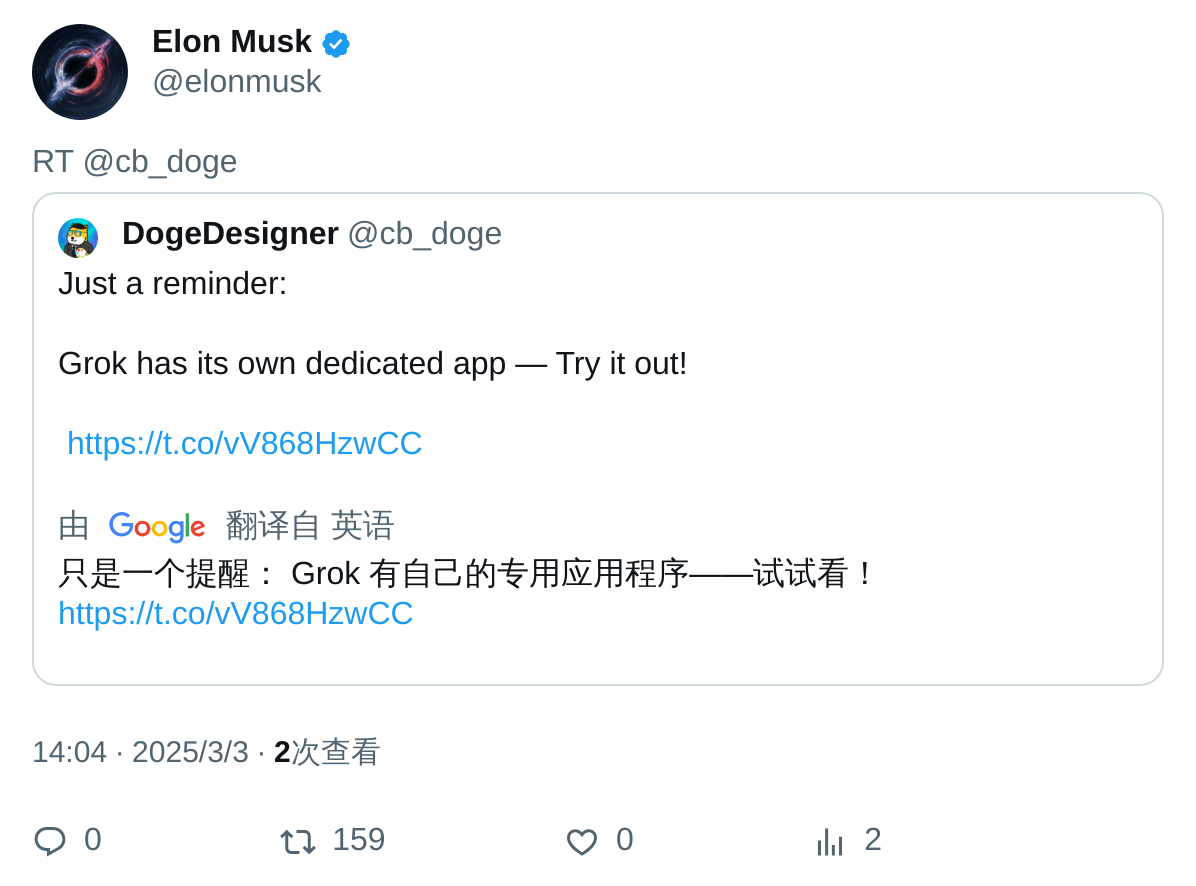 Elon Musk
@elonmusk
RT @cb_doge
DogeDesigner @cb_doge
Just a reminder:
Grok has its own dedicated app — Try it out!
https://t.co/vV868HzwCC
由 Google 翻译自 英语
只是一个提醒： Grok 有自己的专用应用程序——试试看！
https://t.co/vV868HzwCC
14:04 · 2025/3/3 · 2次查看
0 159 0 2